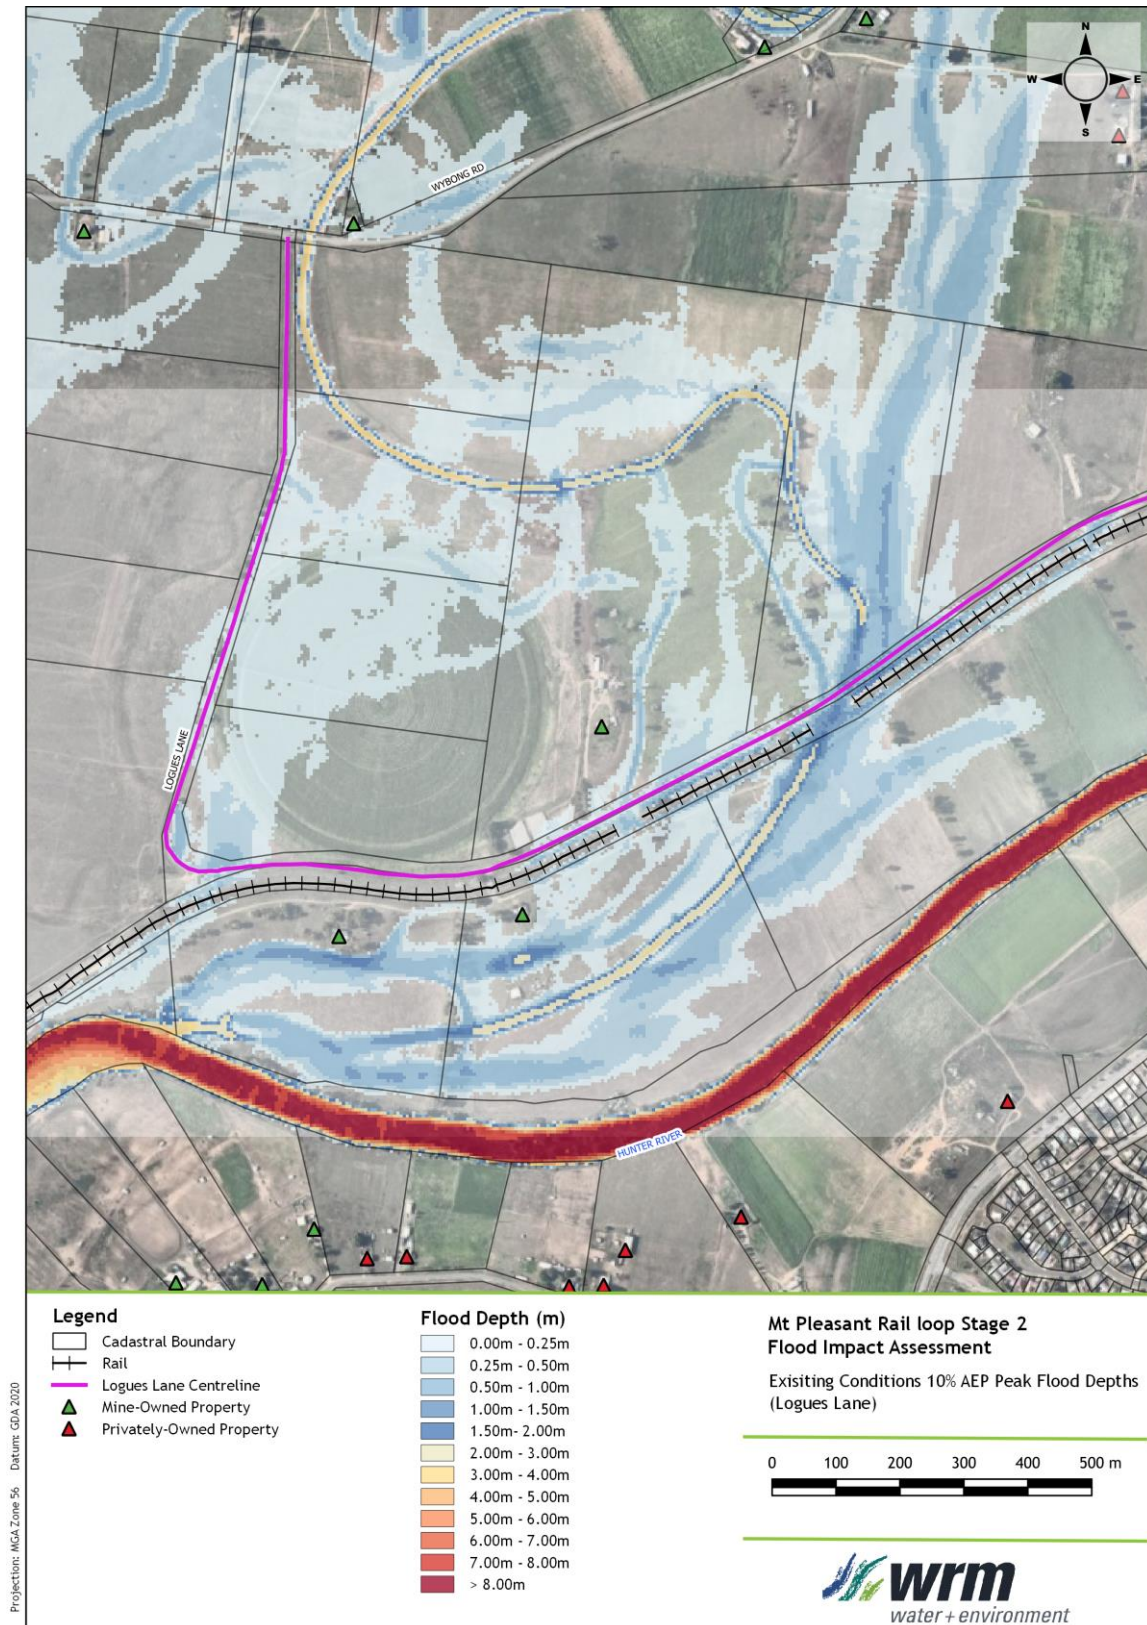 N
W
E
S
WYBONG RD
LOGUES LANE
HUNTER RIVER
Legend
Cadastral Boundary
Rail
Logues Lane Centreline
Mine-Owned Property
Privately-Owned Property
Flood Depth (m)
0.00m - 0.25m
0.25m - 0.50m
0.50m - 1.00m
1.00m - 1.50m
1.50m- 2.00m
2.00m - 3.00m
3.00m - 4.00m
4.00m - 5.00m
5.00m - 6.00m
6.00m - 7.00m
7.00m - 8.00m
> 8.00m
Mt Pleasant Rail loop Stage 2
Flood Impact Assessment
Exisiting Conditions 10% AEP Peak Flood Depths
(Logues Lane)
0 100 200 300 400 500 m
wrm
water + environment
Projection: MGA Zone 56 Datum: GDA 2020